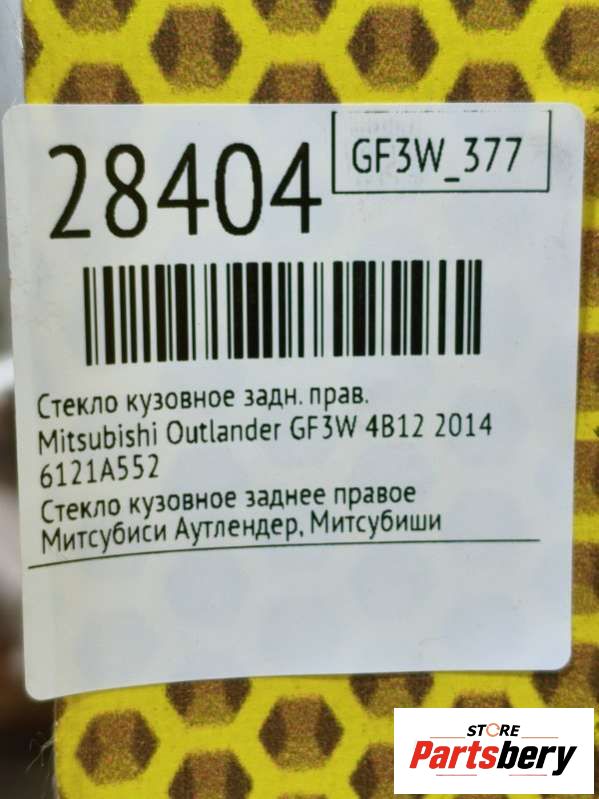 28404
GF3W_377
Стекло кузовное задн. прав.
Mitsubishi Outlander GF3W 4B12 2014
6121A552
Стекло кузовное заднее правое
Митсубиси Аутлендер, Митсубиши
STORE
Partsbery